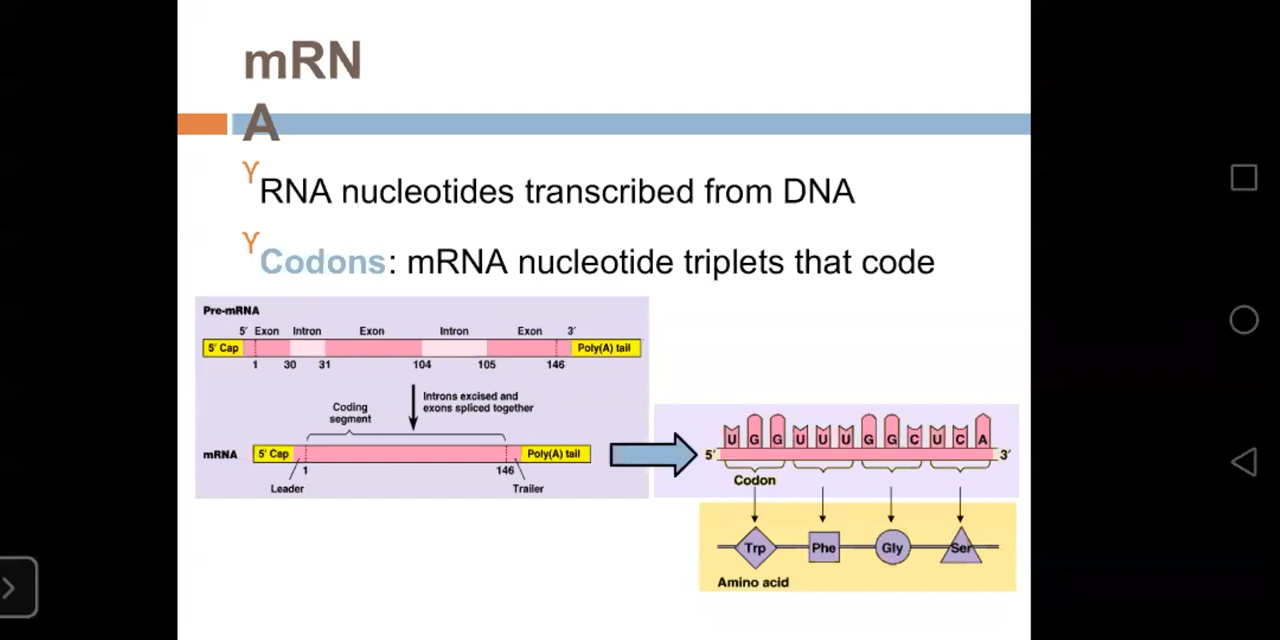 mRN
A
RNA nucleotides transcribed from DNA
Codons: mRNA nucleotide triplets that code
Pre-mRNA
5′ Exon Intron Exon Intron Exon 3′
5′ Cap Poly(A) tail
1 30 31 104 105 146
Introns excised and
exons spliced together
Coding
segment
mRNA 5′ Cap Poly(A) tail
1 146
Leader Trailer
U G G U U U G G C U C A
5′ 3′
Codon
Trp Phe Gly Ser
Amino acid